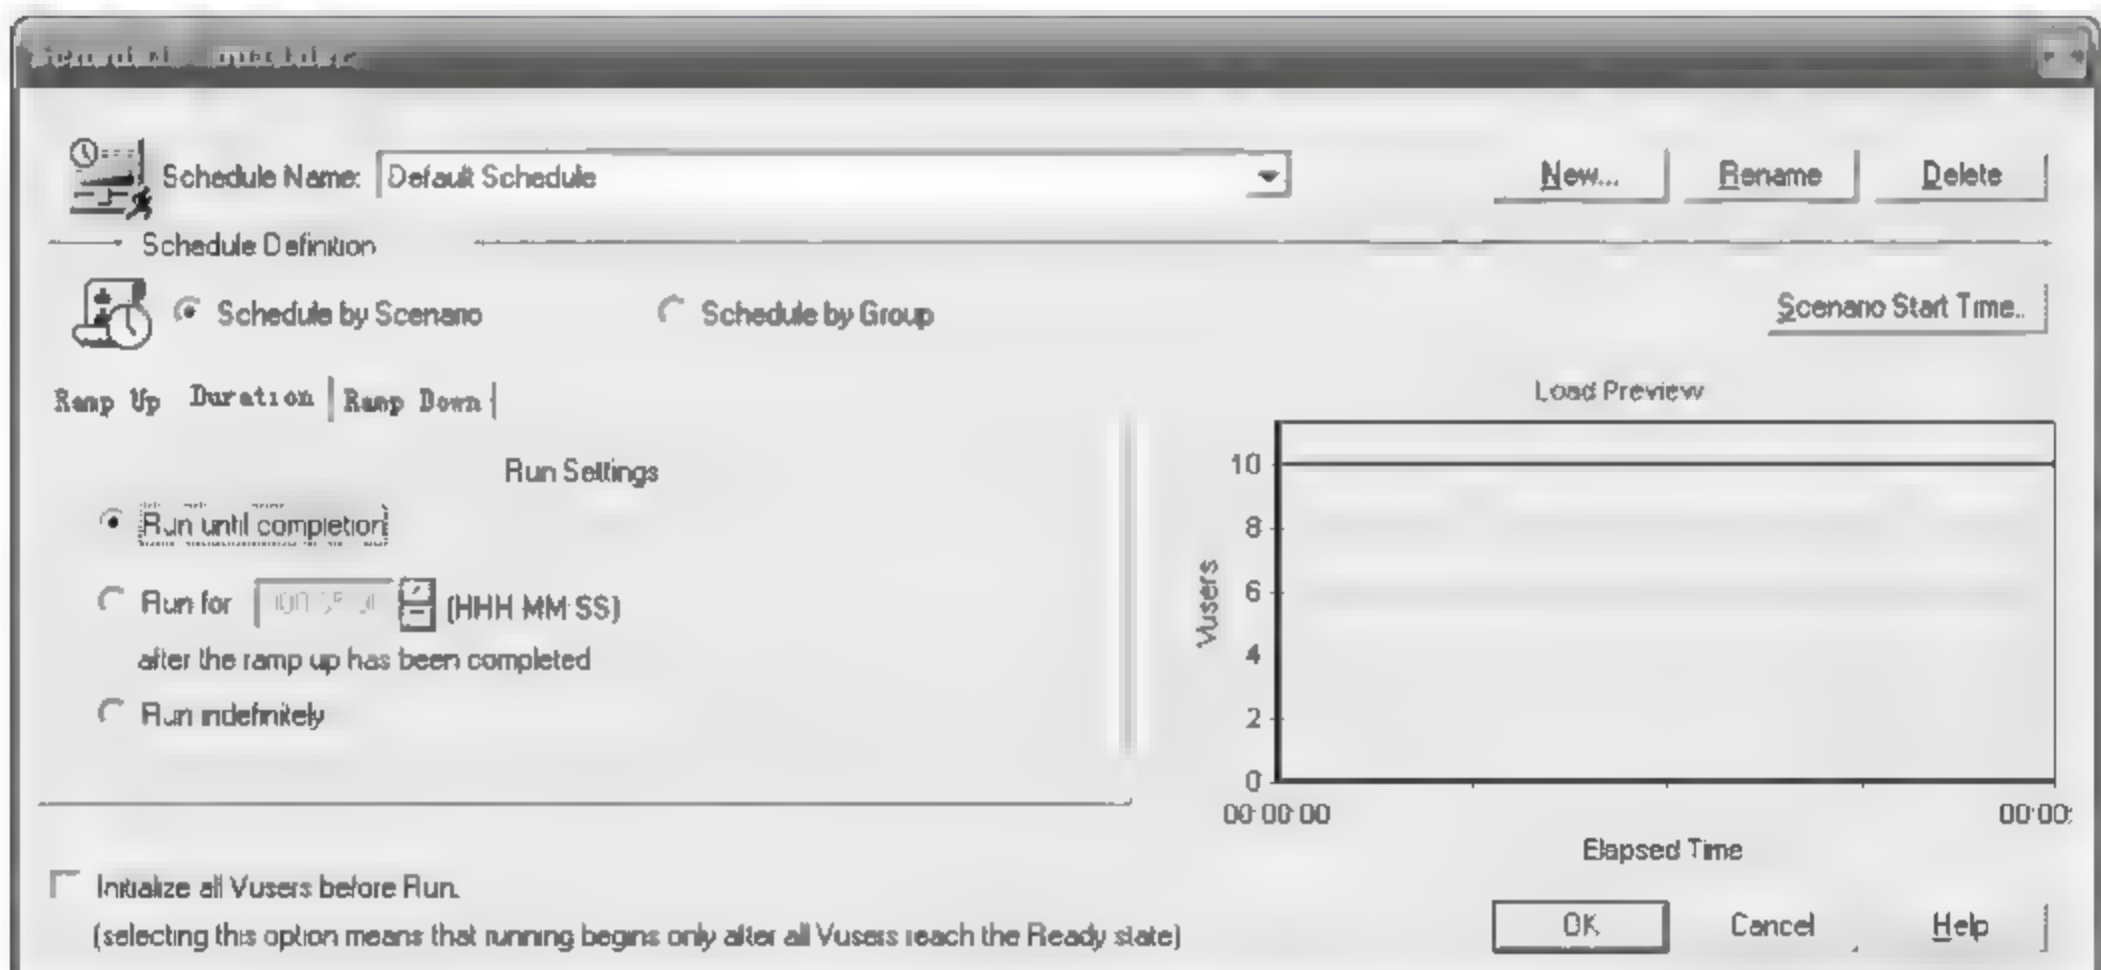 Schedule Name: Default Schedule
New... Rename Delete
Schedule Definition
Schedule by Scenario Schedule by Group
Scenario Start Time..
Ramp Up Duration Ramp Down
Run Settings
Run until completion
Run for (HHH MM SS)
after the ramp up has been completed
Run indefinitely
Load Preview
10
8
6
4
2
0
Vusers
00:00:00 00:00:
Elapsed Time
Initialize all Vusers before Run.
(selecting this option means that running begins only after all Vusers reach the Ready state)
OK Cancel Help